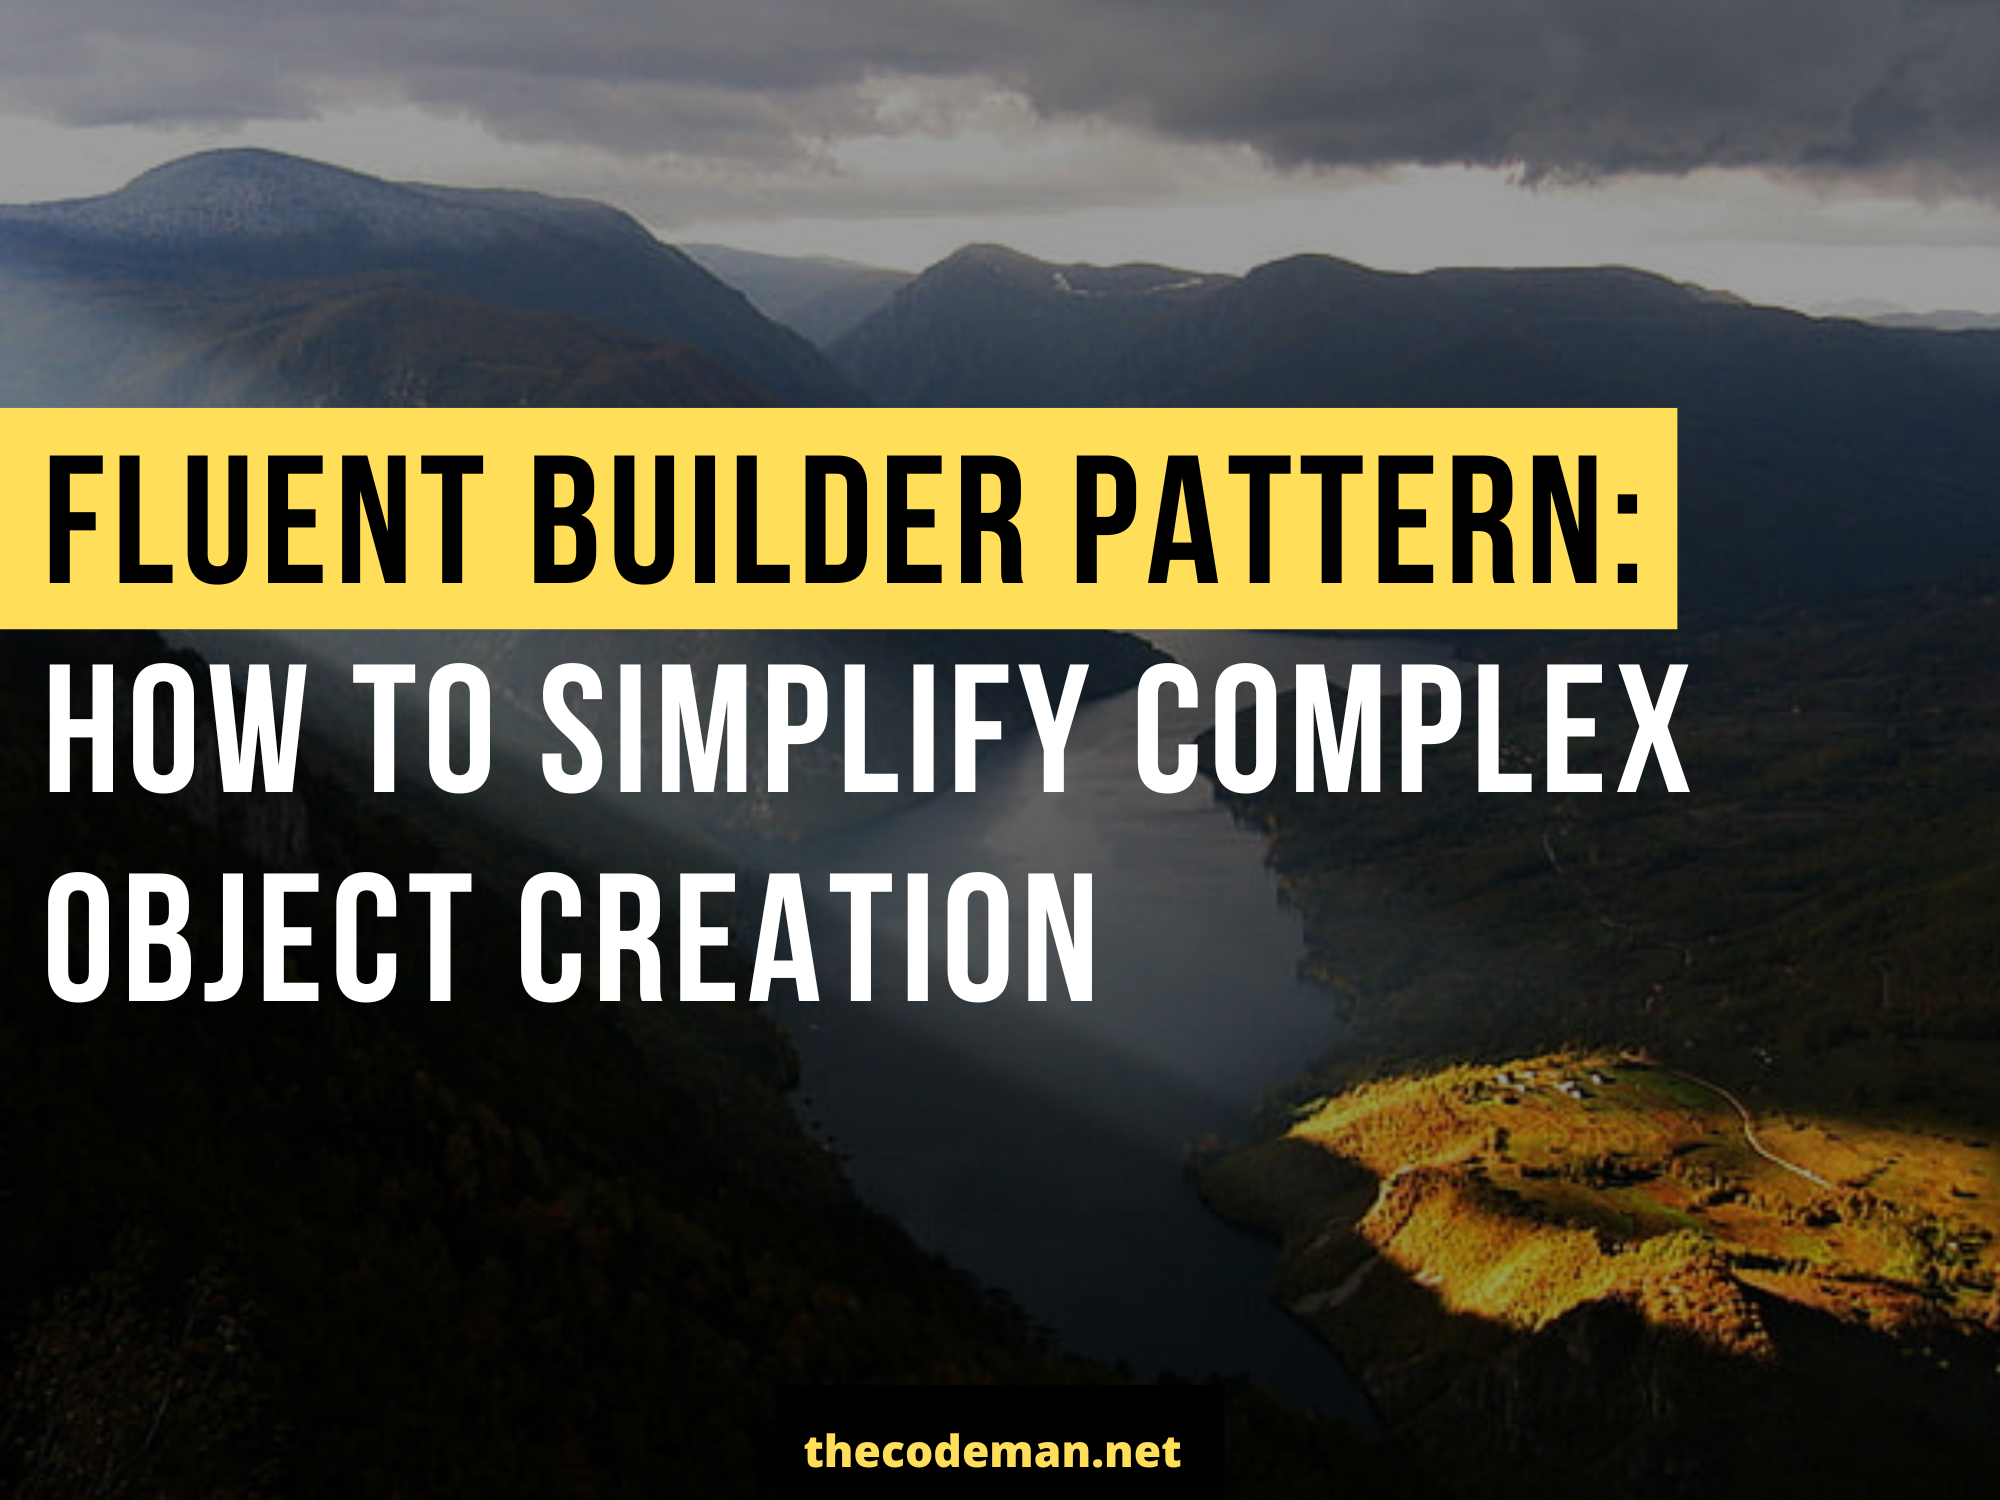 FLUENT BUILDER PATTERN:
HOW TO SIMPLIFY COMPLEX
OBJECT CREATION
thecodeman.net